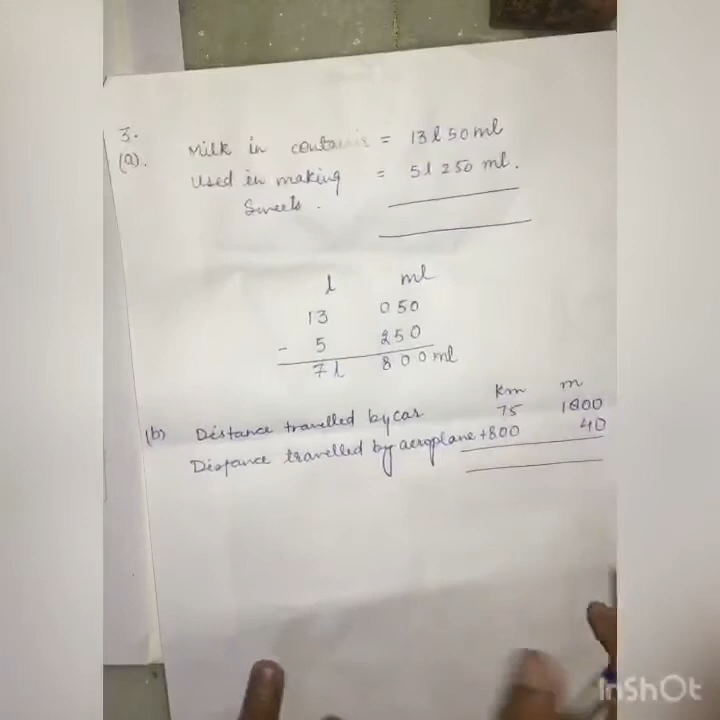 3.
(a). Milk in container = 13 l 50 ml
Used in making = 5 l 250 ml.
Sweets.
l ml
13 050
- 5 250
7 l 800 ml
km m
(b) Distance travelled by car 75
Distance travelled by aeroplane +800 40
InShOt